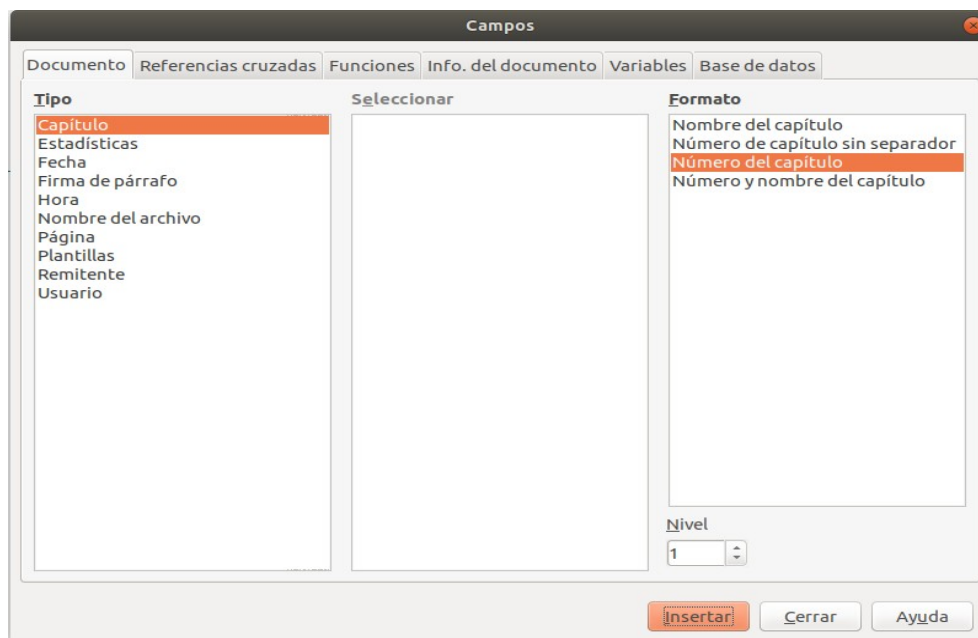 Campos
Documento Referencias cruzadas Funciones Info. del documento Variables Base de datos
Tipo
Capítulo
Estadísticas
Fecha
Firma de párrafo
Hora
Nombre del archivo
Página
Plantillas
Remitente
Usuario
Seleccionar
Formato
Nombre del capítulo
Número de capítulo sin separador
Número del capítulo
Número y nombre del capítulo
Nivel
1
Insertar Cerrar Ayuda